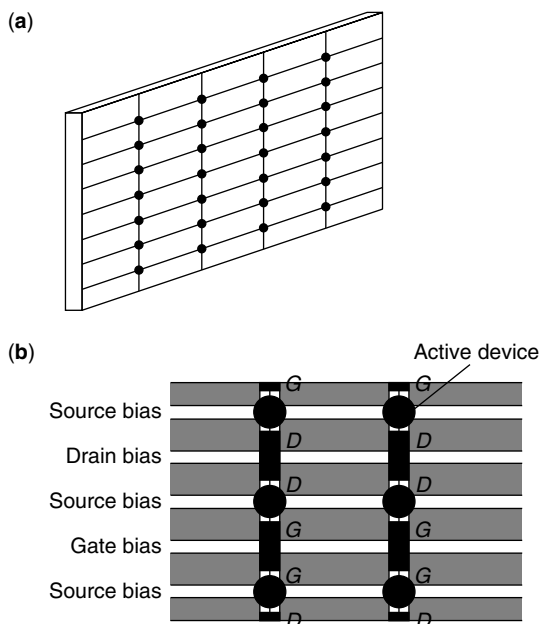 (a)
(b)
Active device
G G
Source bias
D D
Drain bias
D D
Source bias
G G
Gate bias
G G
Source bias
D D